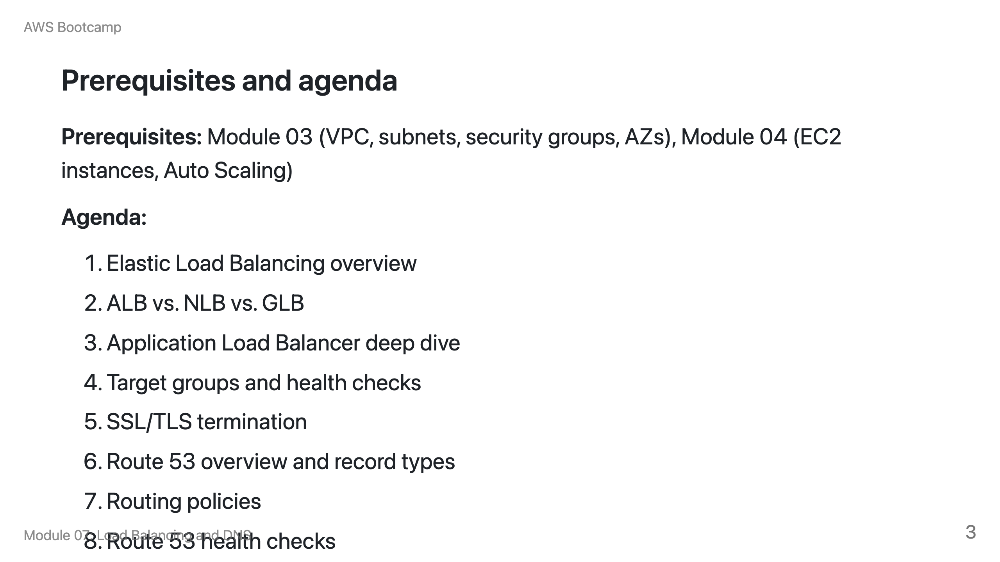 AWS Bootcamp
Prerequisites and agenda
Prerequisites: Module 03 (VPC, subnets, security groups, AZs), Module 04 (EC2
instances, Auto Scaling)
Agenda:
1. Elastic Load Balancing overview
2. ALB vs. NLB vs. GLB
3. Application Load Balancer deep dive
4. Target groups and health checks
5. SSL/TLS termination
6. Route 53 overview and record types
7. Routing policies
8. Route 53 health checks
Module 07: Load Balancing and DNS
3